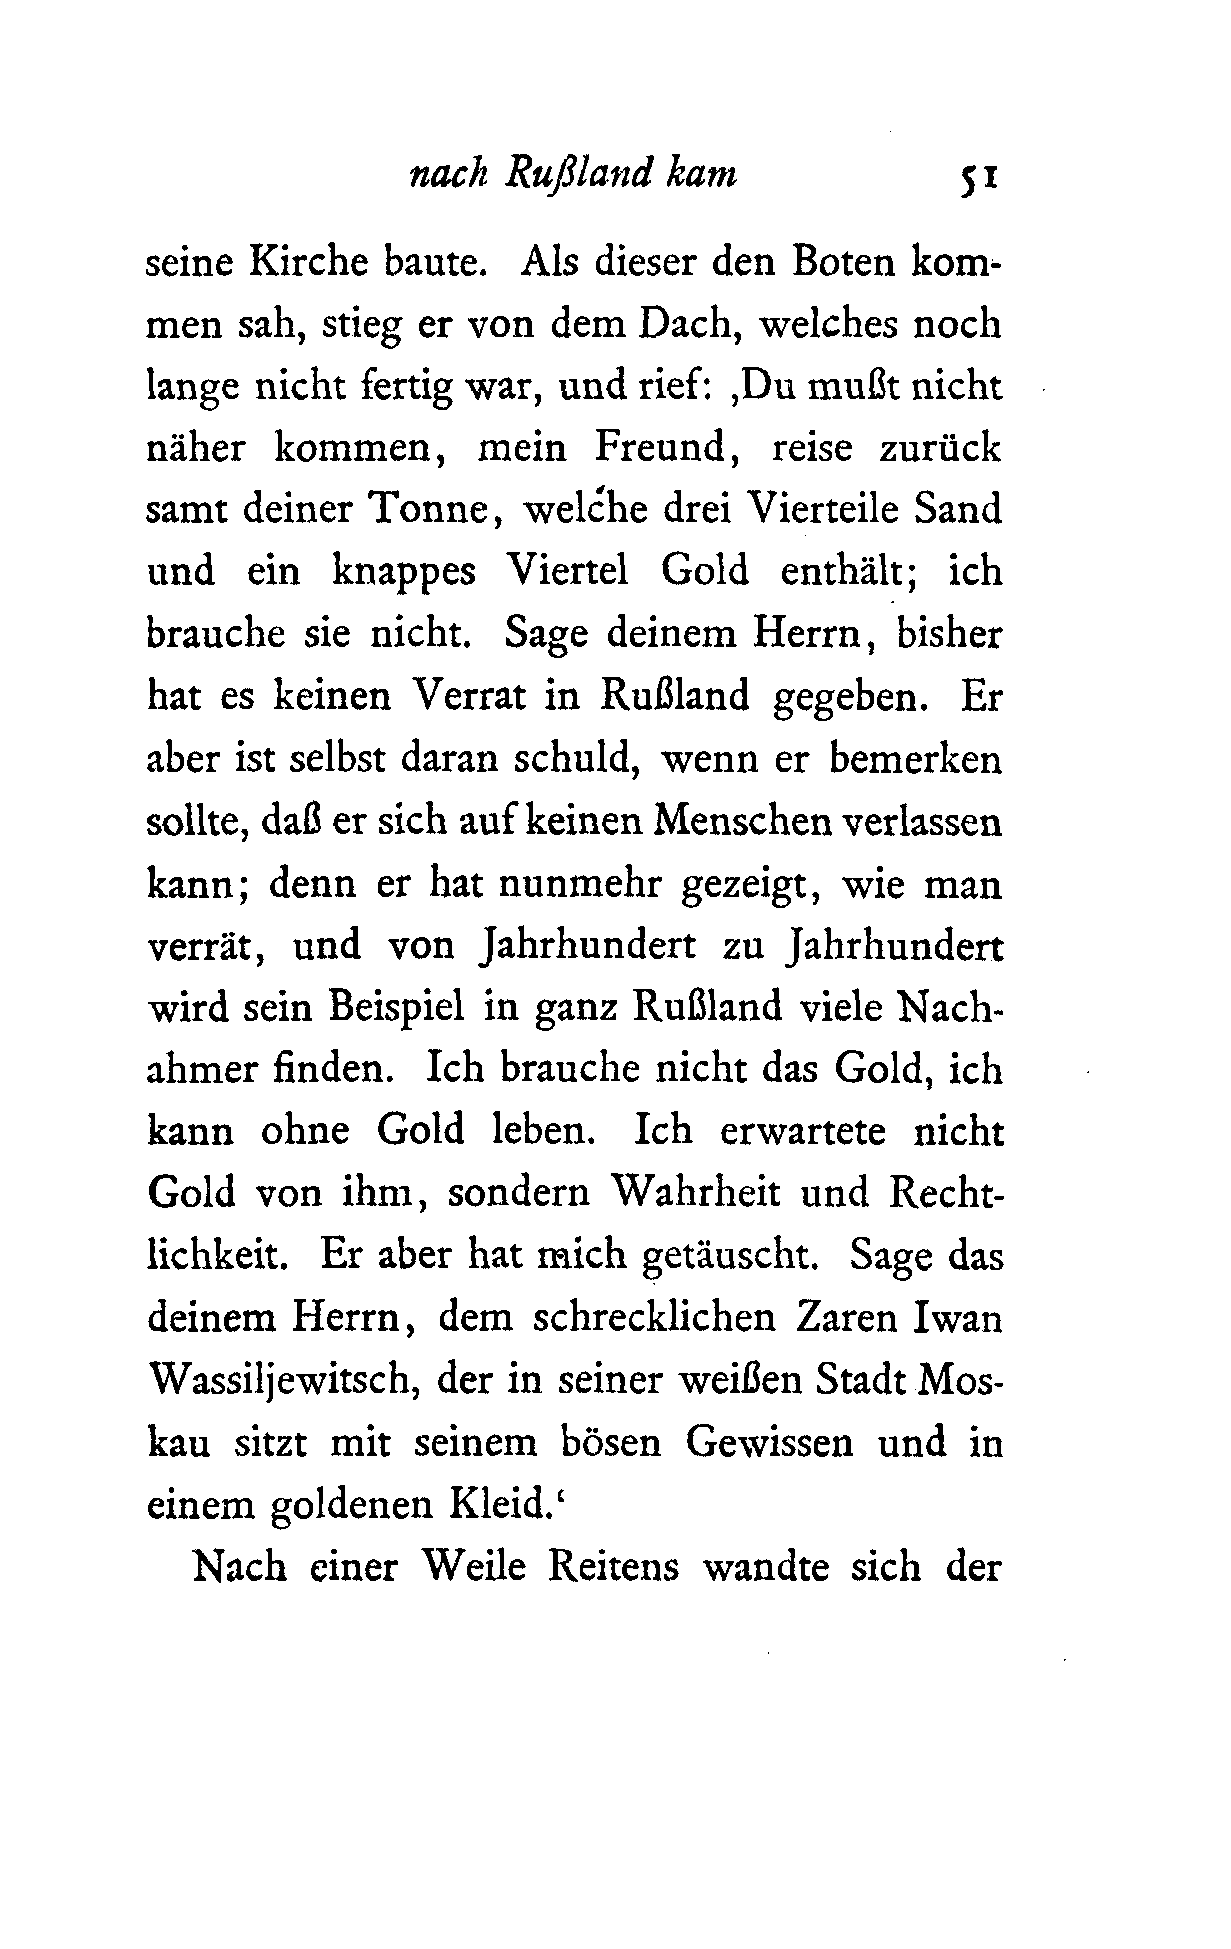 nach Rußland kam 51
seine Kirche baute. Als dieser den Boten kom-
men sah, stieg er von dem Dach, welches noch
lange nicht fertig war, und rief: ‚Du mußt nicht
näher kommen, mein Freund, reise zurück
samt deiner Tonne, welche drei Vierteile Sand
und ein knappes Viertel Gold enthält; ich
brauche sie nicht. Sage deinem Herrn, bisher
hat es keinen Verrat in Rußland gegeben. Er
aber ist selbst daran schuld, wenn er bemerken
sollte, daß er sich auf keinen Menschen verlassen
kann; denn er hat nunmehr gezeigt, wie man
verrät, und von Jahrhundert zu Jahrhundert
wird sein Beispiel in ganz Rußland viele Nach-
ahmer finden. Ich brauche nicht das Gold, ich
kann ohne Gold leben. Ich erwartete nicht
Gold von ihm, sondern Wahrheit und Recht-
lichkeit. Er aber hat mich getäuscht. Sage das
deinem Herrn, dem schrecklichen Zaren Iwan
Wassiljewitsch, der in seiner weißen Stadt Mos-
kau sitzt mit seinem bösen Gewissen und in
einem goldenen Kleid.‘
Nach einer Weile Reitens wandte sich der